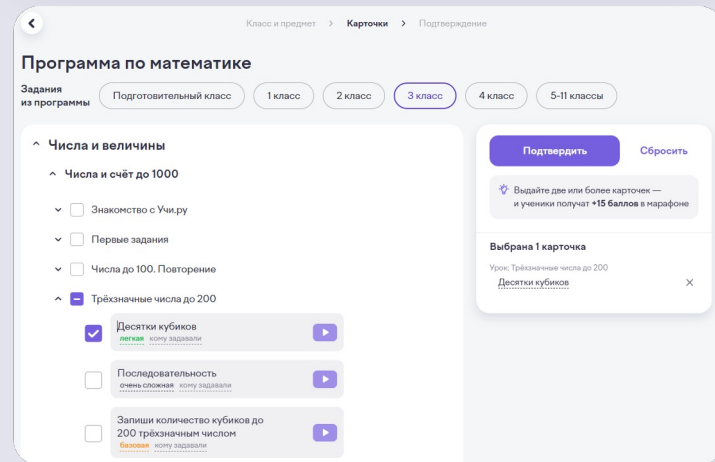 Класс и предмет > Карточки > Подтверждение
Программа по математике
Задания
из программы
Подготовительный класс
1 класс
2 класс
3 класс
4 класс
5-11 классы
Числа и величины
Числа и счёт до 1000
Знакомство с Учи.ру
Первые задания
Числа до 100. Повторение
Трёхзначные числа до 200
Десятки кубиков
легкая кому задавали
Последовательность
очень сложная кому задавали
Запиши количество кубиков до
200 трёхзначным числом
базовая кому задавали
Подтвердить
Сбросить
Выдайте две или более карточек —
и ученики получат +15 баллов в марафоне
Выбрана 1 карточка
Урок: Трёхзначные числа до 200
Десятки кубиков